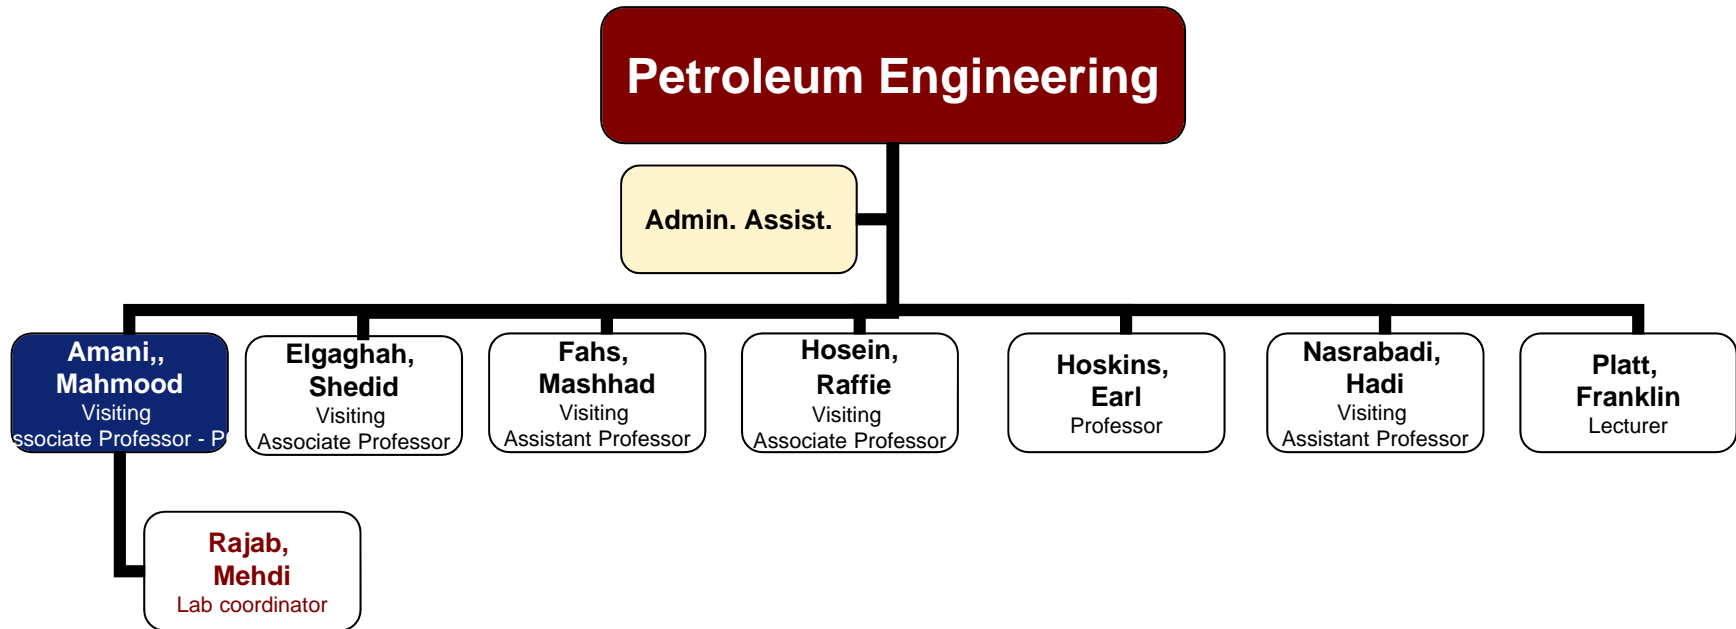 Petroleum Engineering
Admin. Assist.
Amani,,
Mahmood
Visiting
ssociate Professor - P
Elgaghah,
Shedid
Visiting
Associate Professor
Fahs,
Mashhad
Visiting
Assistant Professor
Hosein,
Raffie
Visiting
Associate Professor
Hoskins,
Earl
Professor
Nasrabadi,
Hadi
Visiting
Assistant Professor
Platt,
Franklin
Lecturer
Rajab,
Mehdi
Lab coordinator